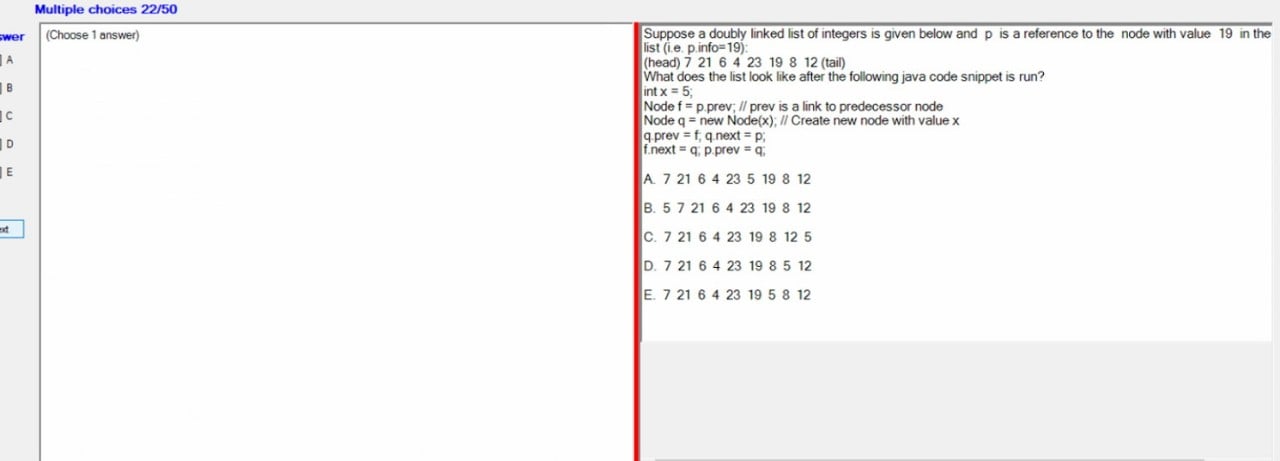 Multiple choices 22/50
swer
A
B
C
D
E
ext
(Choose 1 answer)
Suppose a doubly linked list of integers is given below and p is a reference to the node with value 19 in the
list (i.e. p.info=19):
(head) 7 21 6 4 23 19 8 12 (tail)
What does the list look like after the following java code snippet is run?
int x = 5;
Node f = p.prev; // prev is a link to predecessor node
Node q = new Node(x); // Create new node with value x
q.prev = f; q.next = p;
f.next = q; p.prev = q;
A. 7 21 6 4 23 5 19 8 12
B. 5 7 21 6 4 23 19 8 12
C. 7 21 6 4 23 19 8 12 5
D. 7 21 6 4 23 19 8 5 12
E. 7 21 6 4 23 19 5 8 12